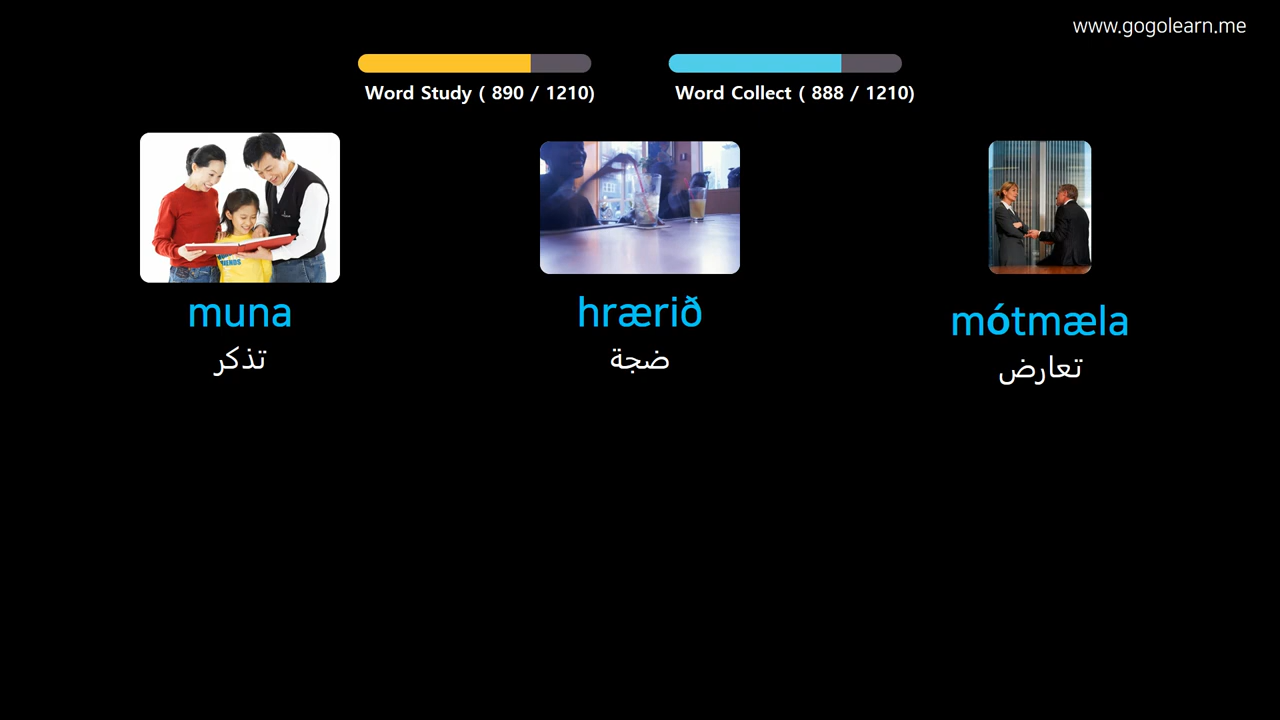 www.gogolearn.me
Word Study ( 890 / 1210)
Word Collect ( 888 / 1210)
muna
تذكر
hrærið
ضجة
mótmæla
تعارض